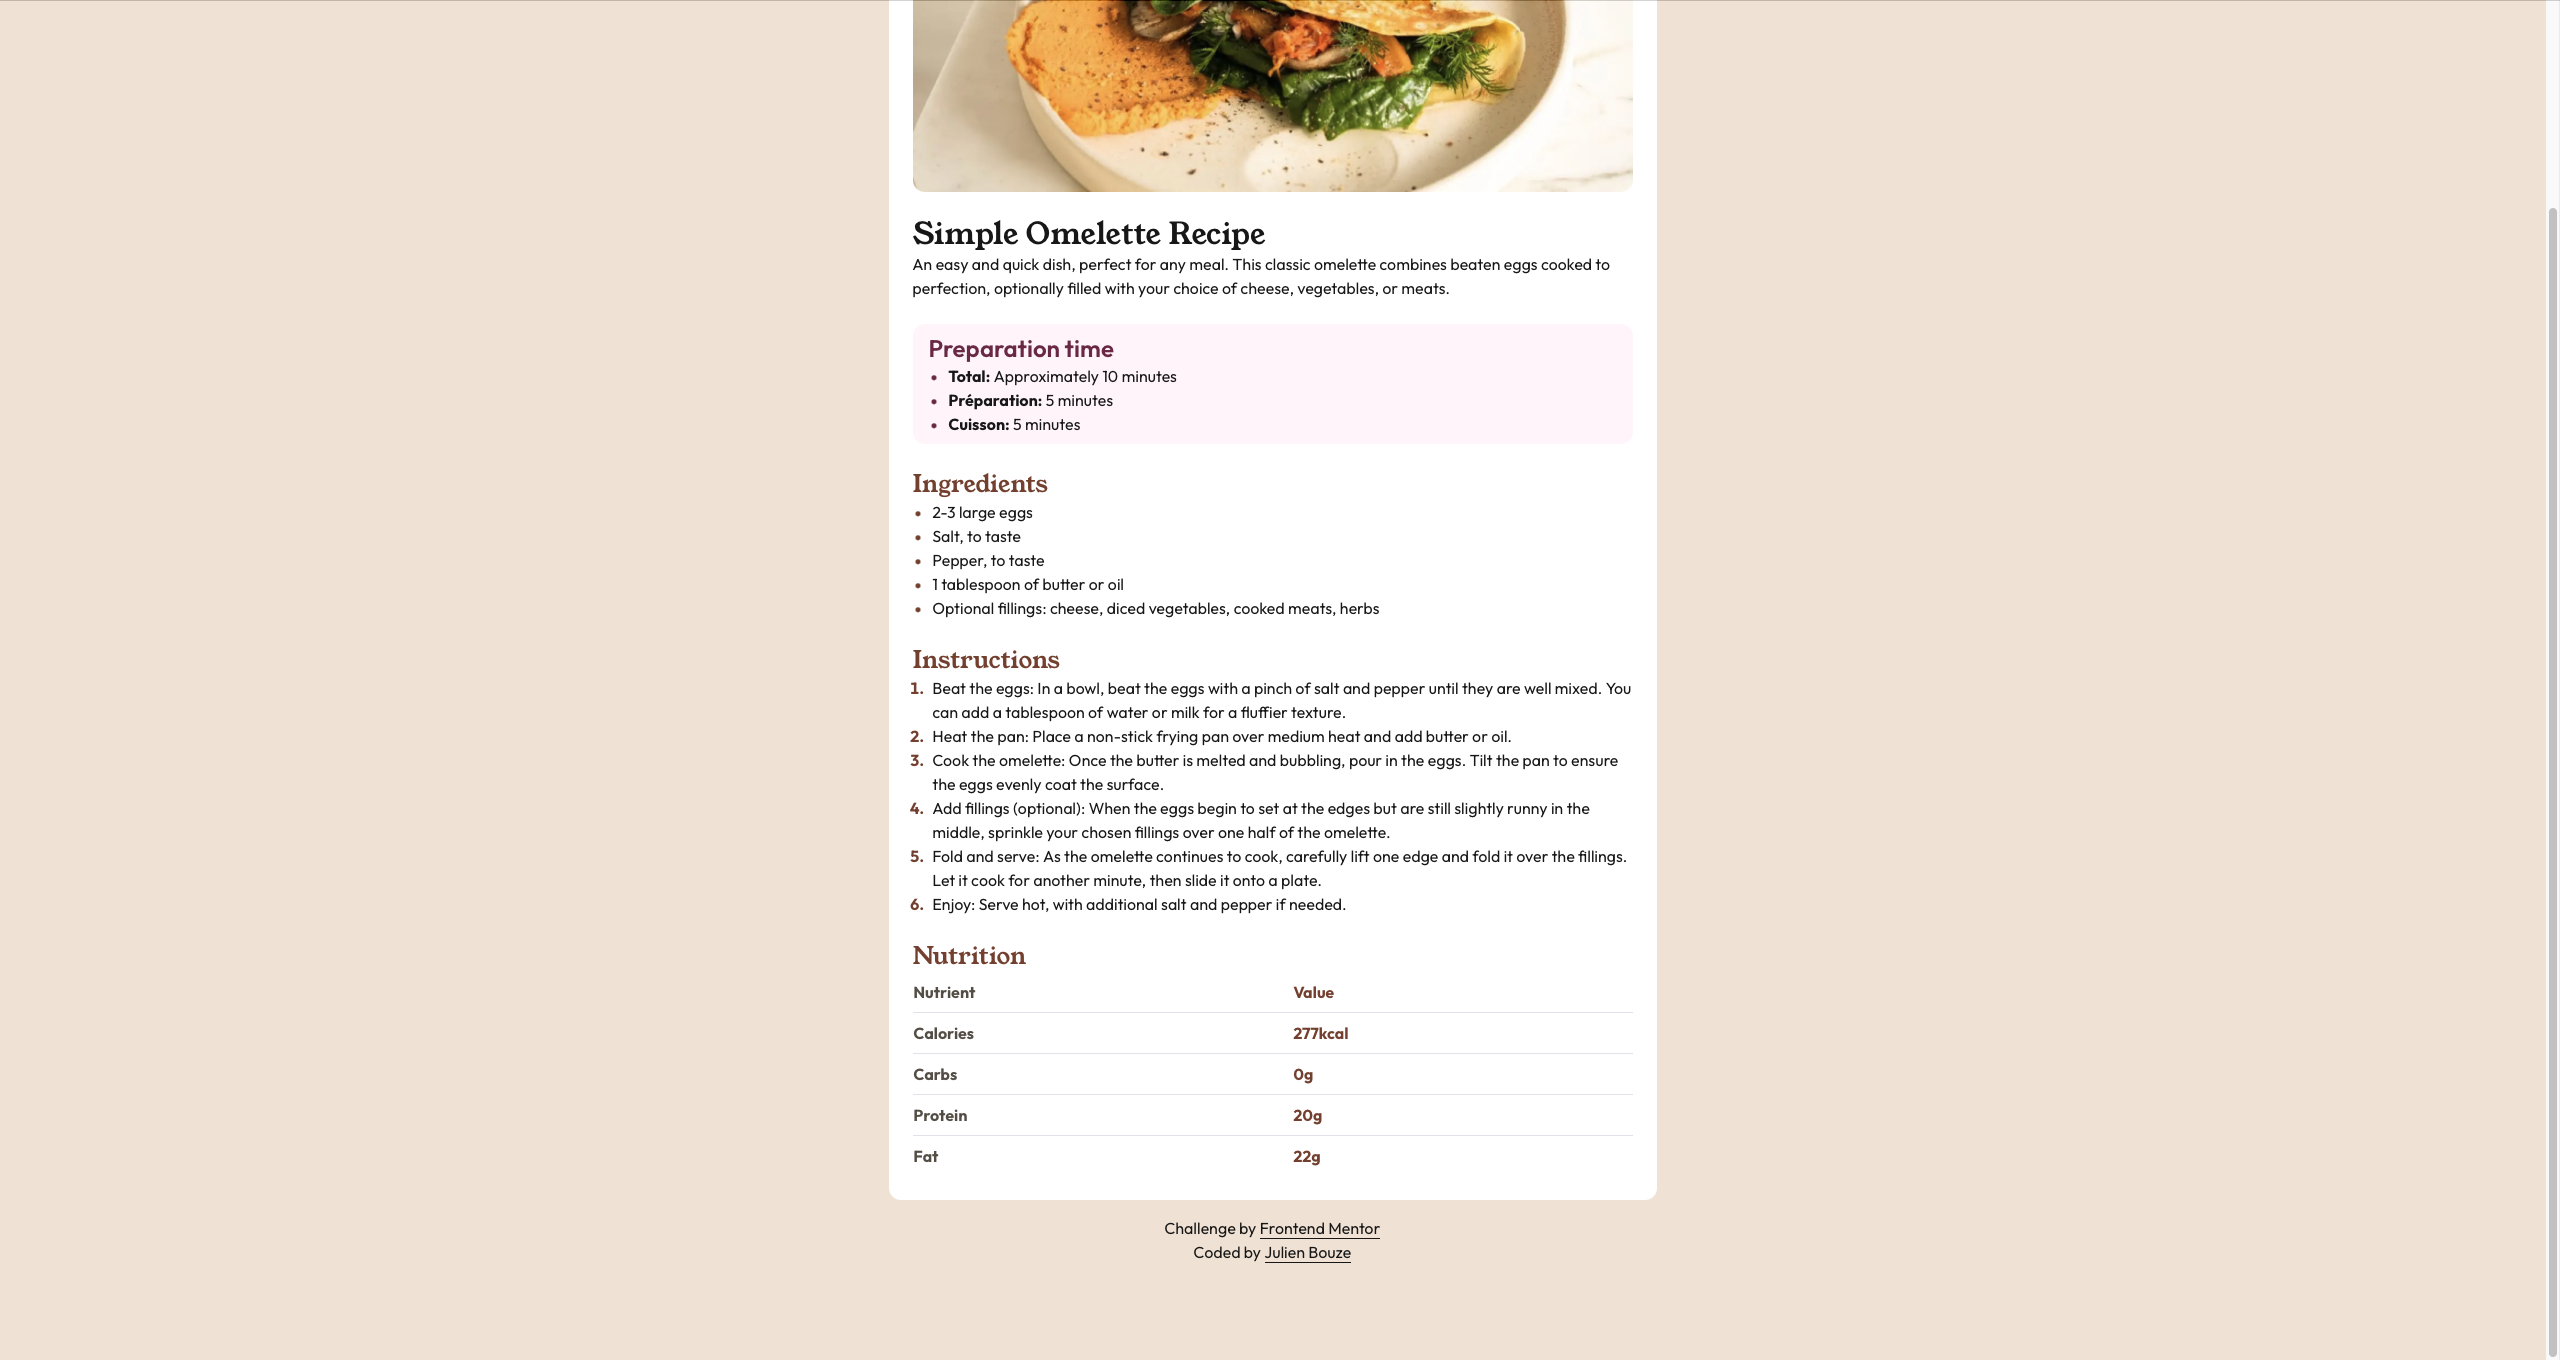 Simple Omelette Recipe
An easy and quick dish, perfect for any meal. This classic omelette combines beaten eggs cooked to
perfection, optionally filled with your choice of cheese, vegetables, or meats.
Preparation time
• Total: Approximately 10 minutes
• Préparation: 5 minutes
• Cuisson: 5 minutes
Ingredients
• 2-3 large eggs
• Salt, to taste
• Pepper, to taste
• 1 tablespoon of butter or oil
• Optional fillings: cheese, diced vegetables, cooked meats, herbs
Instructions
1. Beat the eggs: In a bowl, beat the eggs with a pinch of salt and pepper until they are well mixed. You
can add a tablespoon of water or milk for a fluffier texture.
2. Heat the pan: Place a non-stick frying pan over medium heat and add butter or oil.
3. Cook the omelette: Once the butter is melted and bubbling, pour in the eggs. Tilt the pan to ensure
the eggs evenly coat the surface.
4. Add fillings (optional): When the eggs begin to set at the edges but are still slightly runny in the
middle, sprinkle your chosen fillings over one half of the omelette.
5. Fold and serve: As the omelette continues to cook, carefully lift one edge and fold it over the fillings.
Let it cook for another minute, then slide it onto a plate.
6. Enjoy: Serve hot, with additional salt and pepper if needed.
Nutrition
Nutrient Value
Calories 277kcal
Carbs 0g
Protein 20g
Fat 22g
Challenge by Frontend Mentor
Coded by Julien Bouze